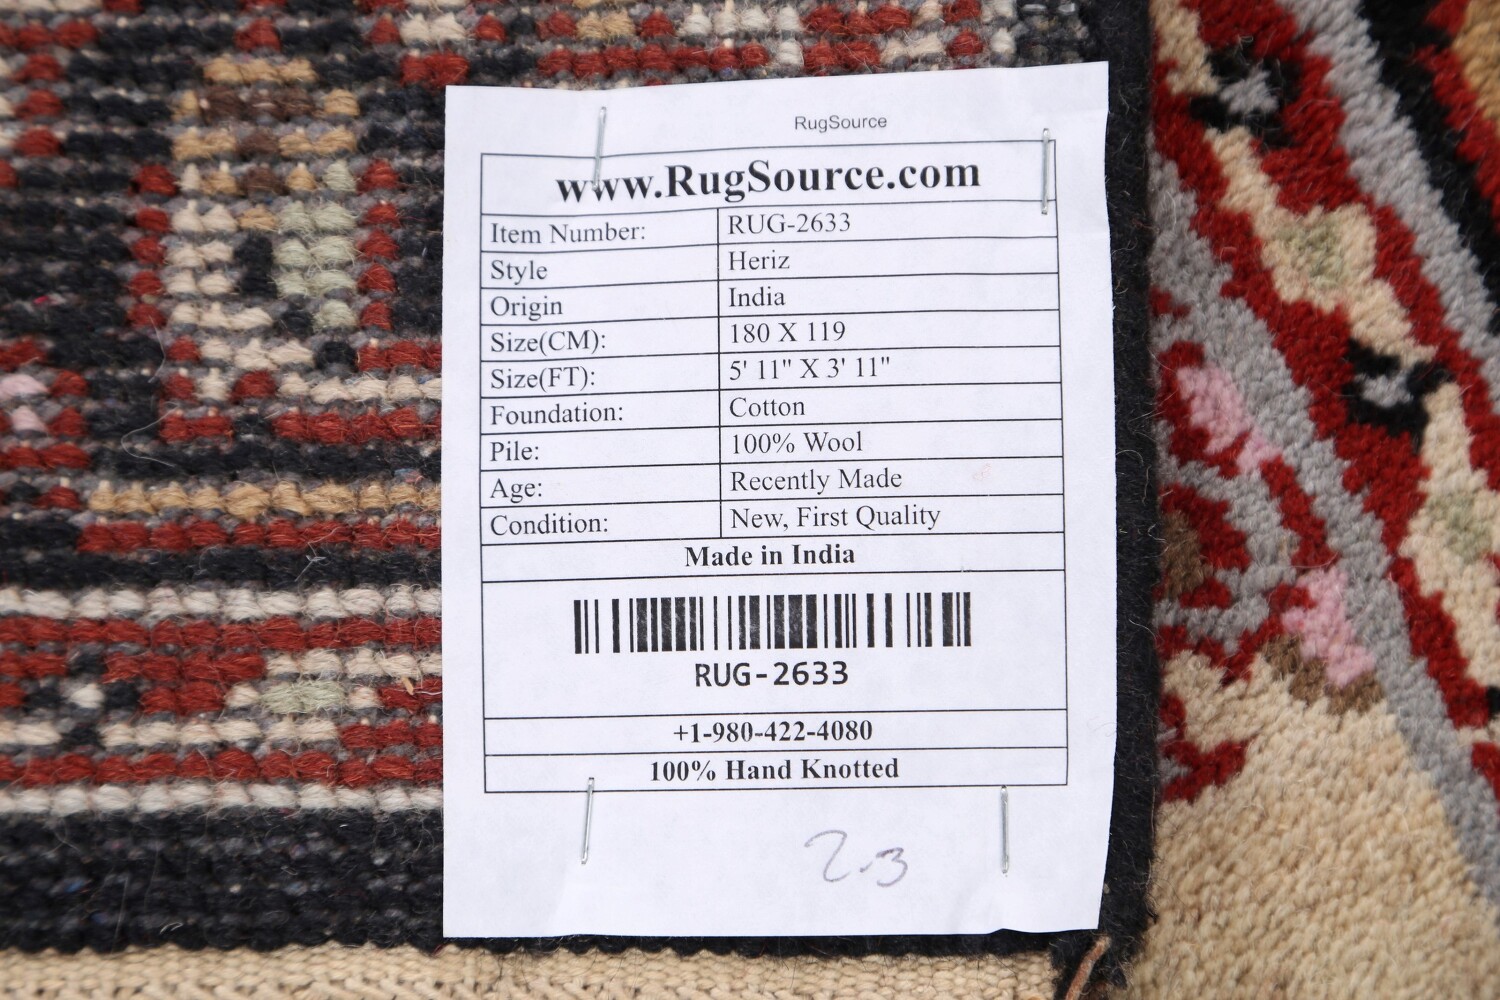 RugSource
www.RugSource.com
Item Number: RUG-2633
Style Heriz
Origin India
Size(CM): 180 X 119
Size(FT): 5' 11" X 3' 11"
Foundation: Cotton
Pile: 100% Wool
Age: Recently Made
Condition: New, First Quality
Made in India
RUG-2633
+1-980-422-4080
100% Hand Knotted
2.3